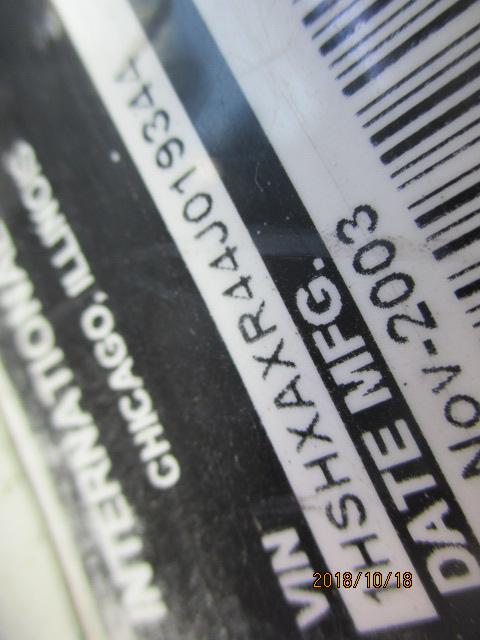 INTERNATIONAL
CHICAGO, ILLINOIS
VIN
1HSHXAXR44J019344
DATE MFG.
NOV-2003
2018/10/18